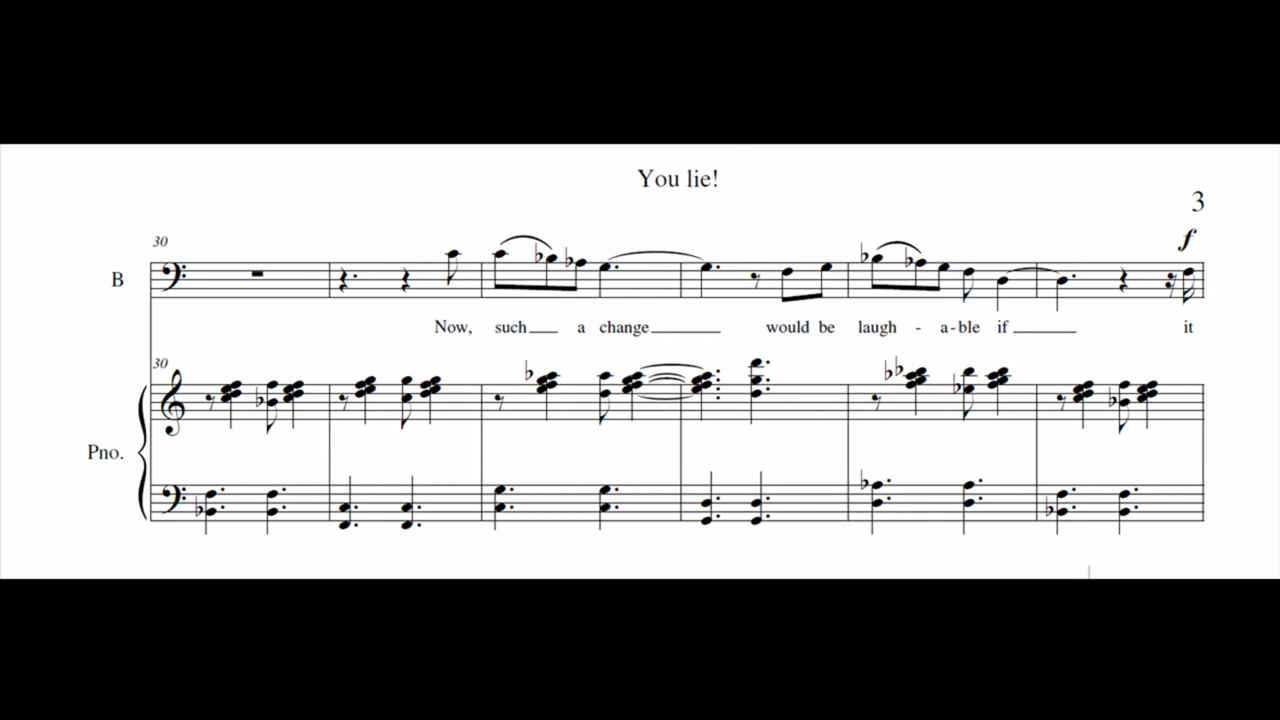 You lie!
3
30
f
B
Now, such a change would be laugh - a - ble if it
30
Pno.